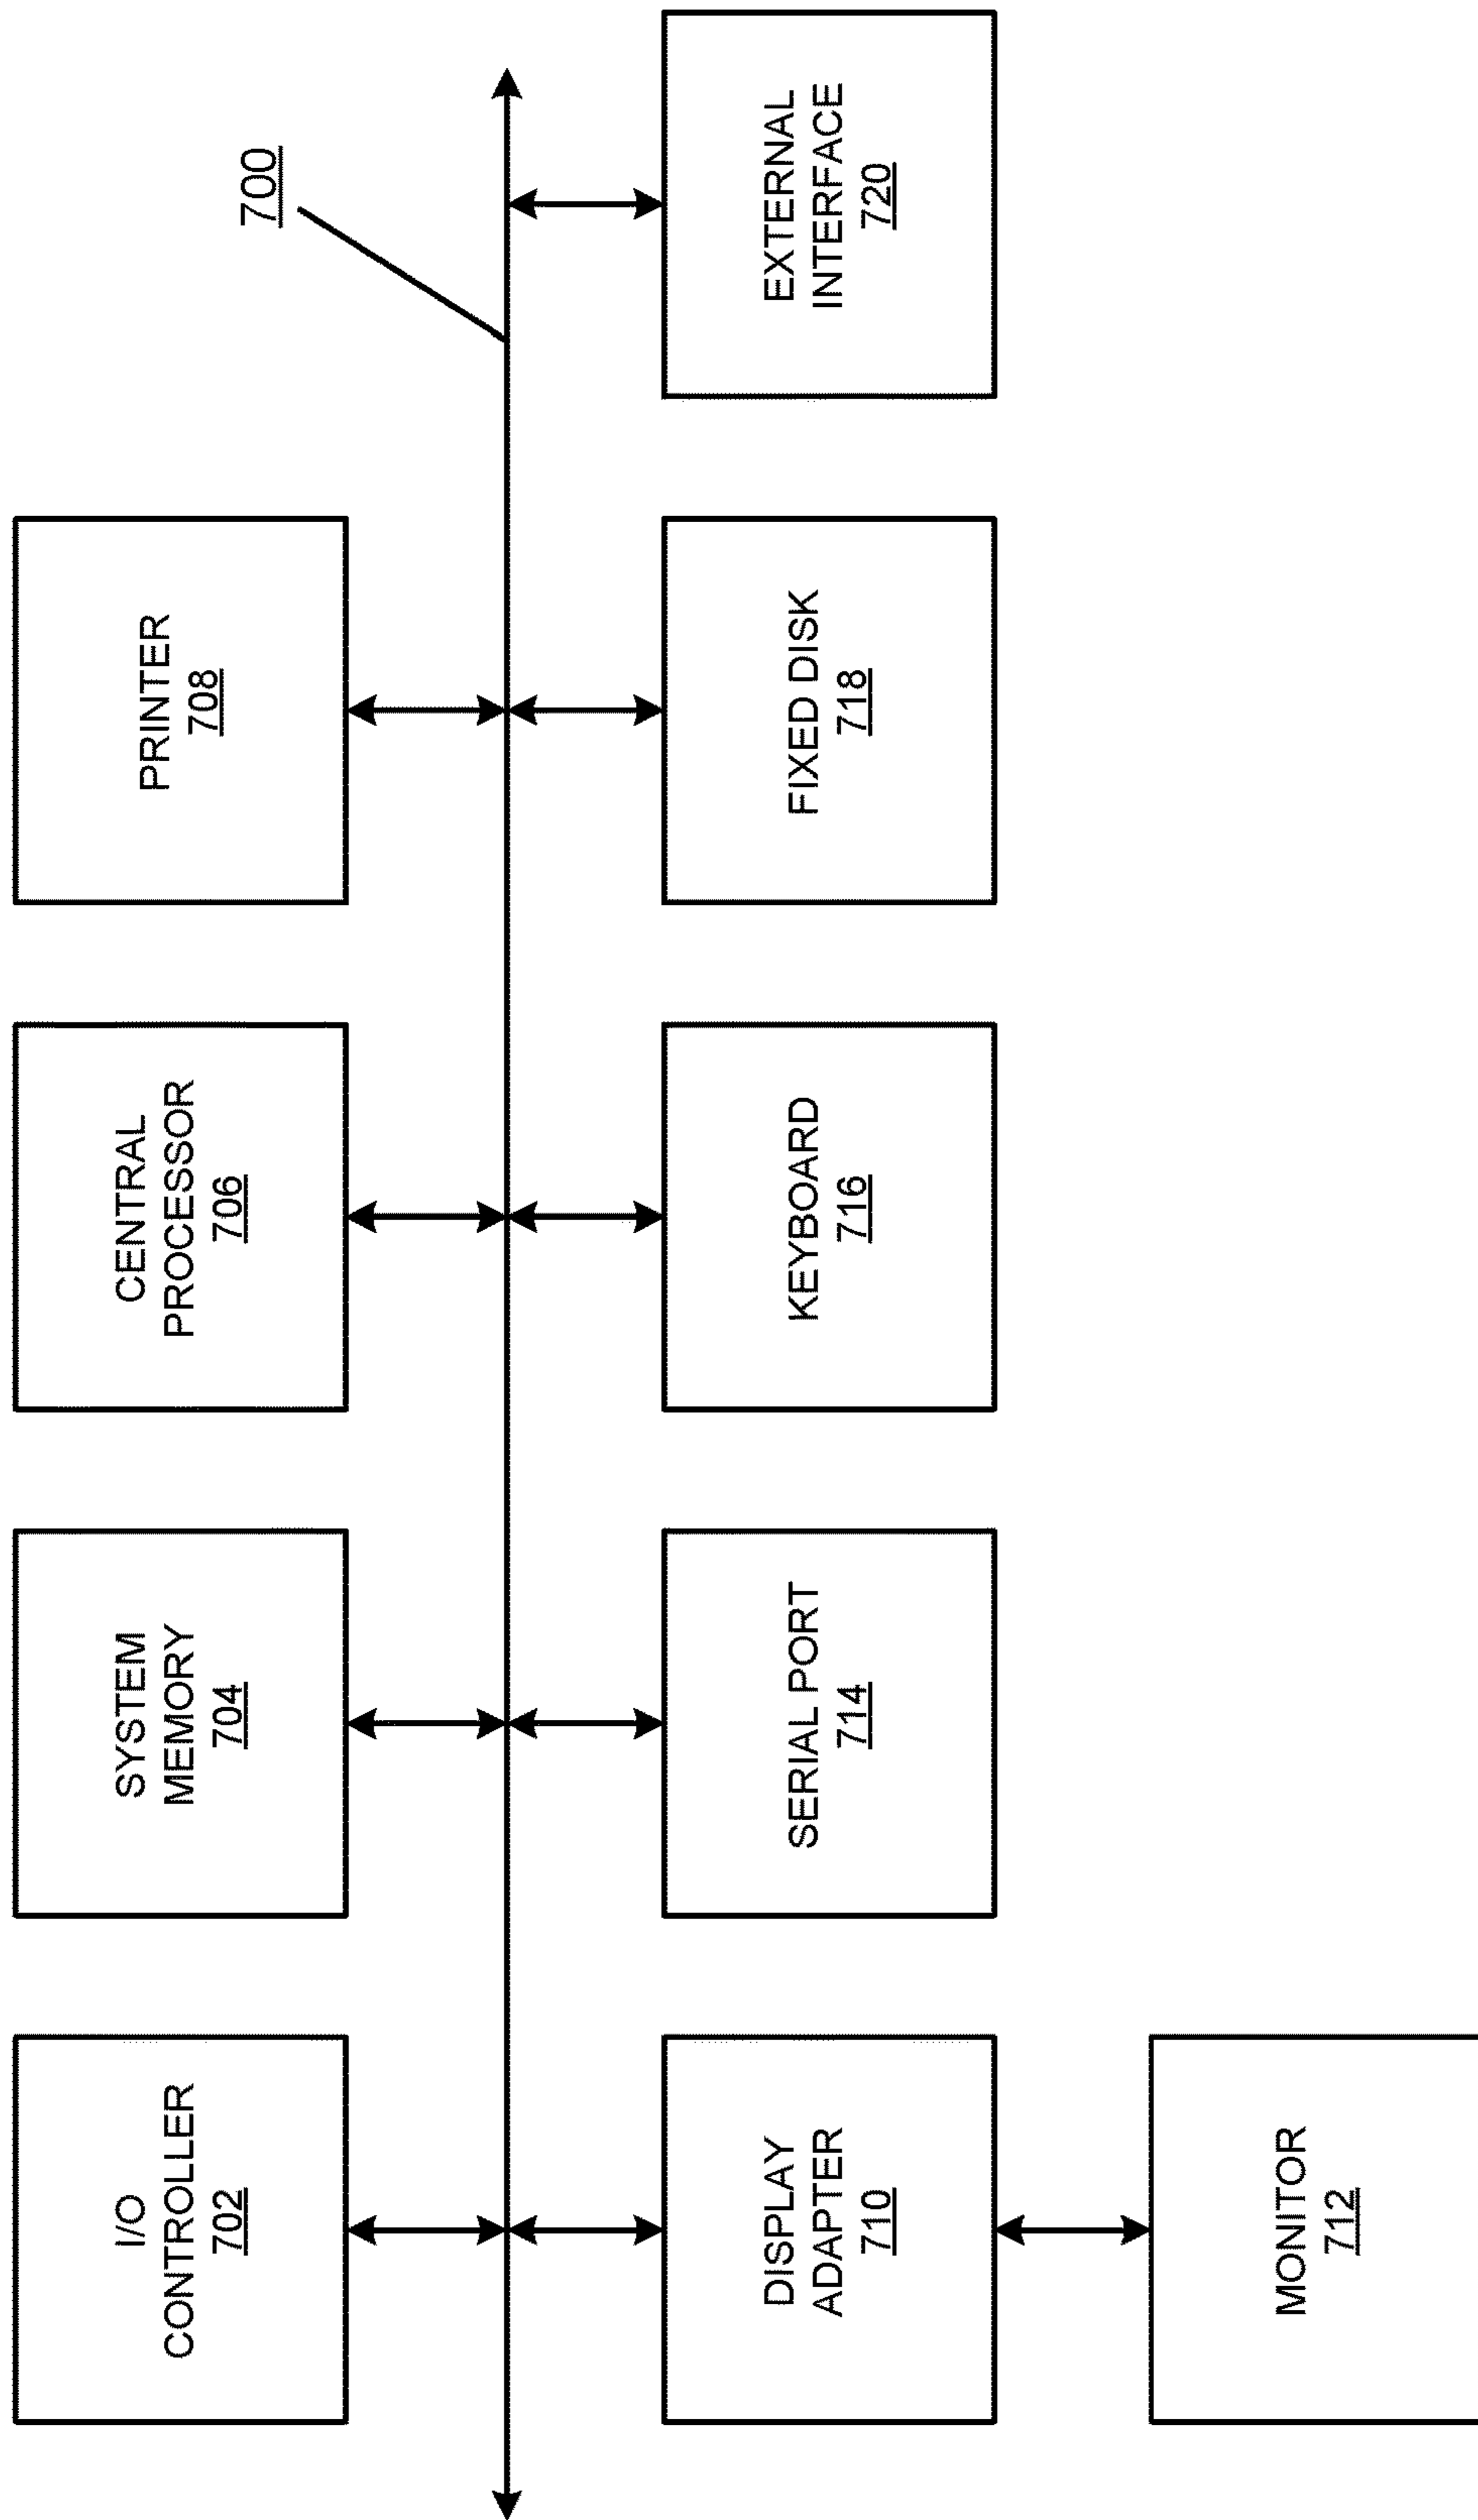 700
I/O
CONTROLLER
702
SYSTEM
MEMORY
704
CENTRAL
PROCESSOR
706
PRINTER
708
DISPLAY
ADAPTER
710
SERIAL PORT
714
KEYBOARD
716
FIXED DISK
718
EXTERNAL
INTERFACE
720
MONITOR
712